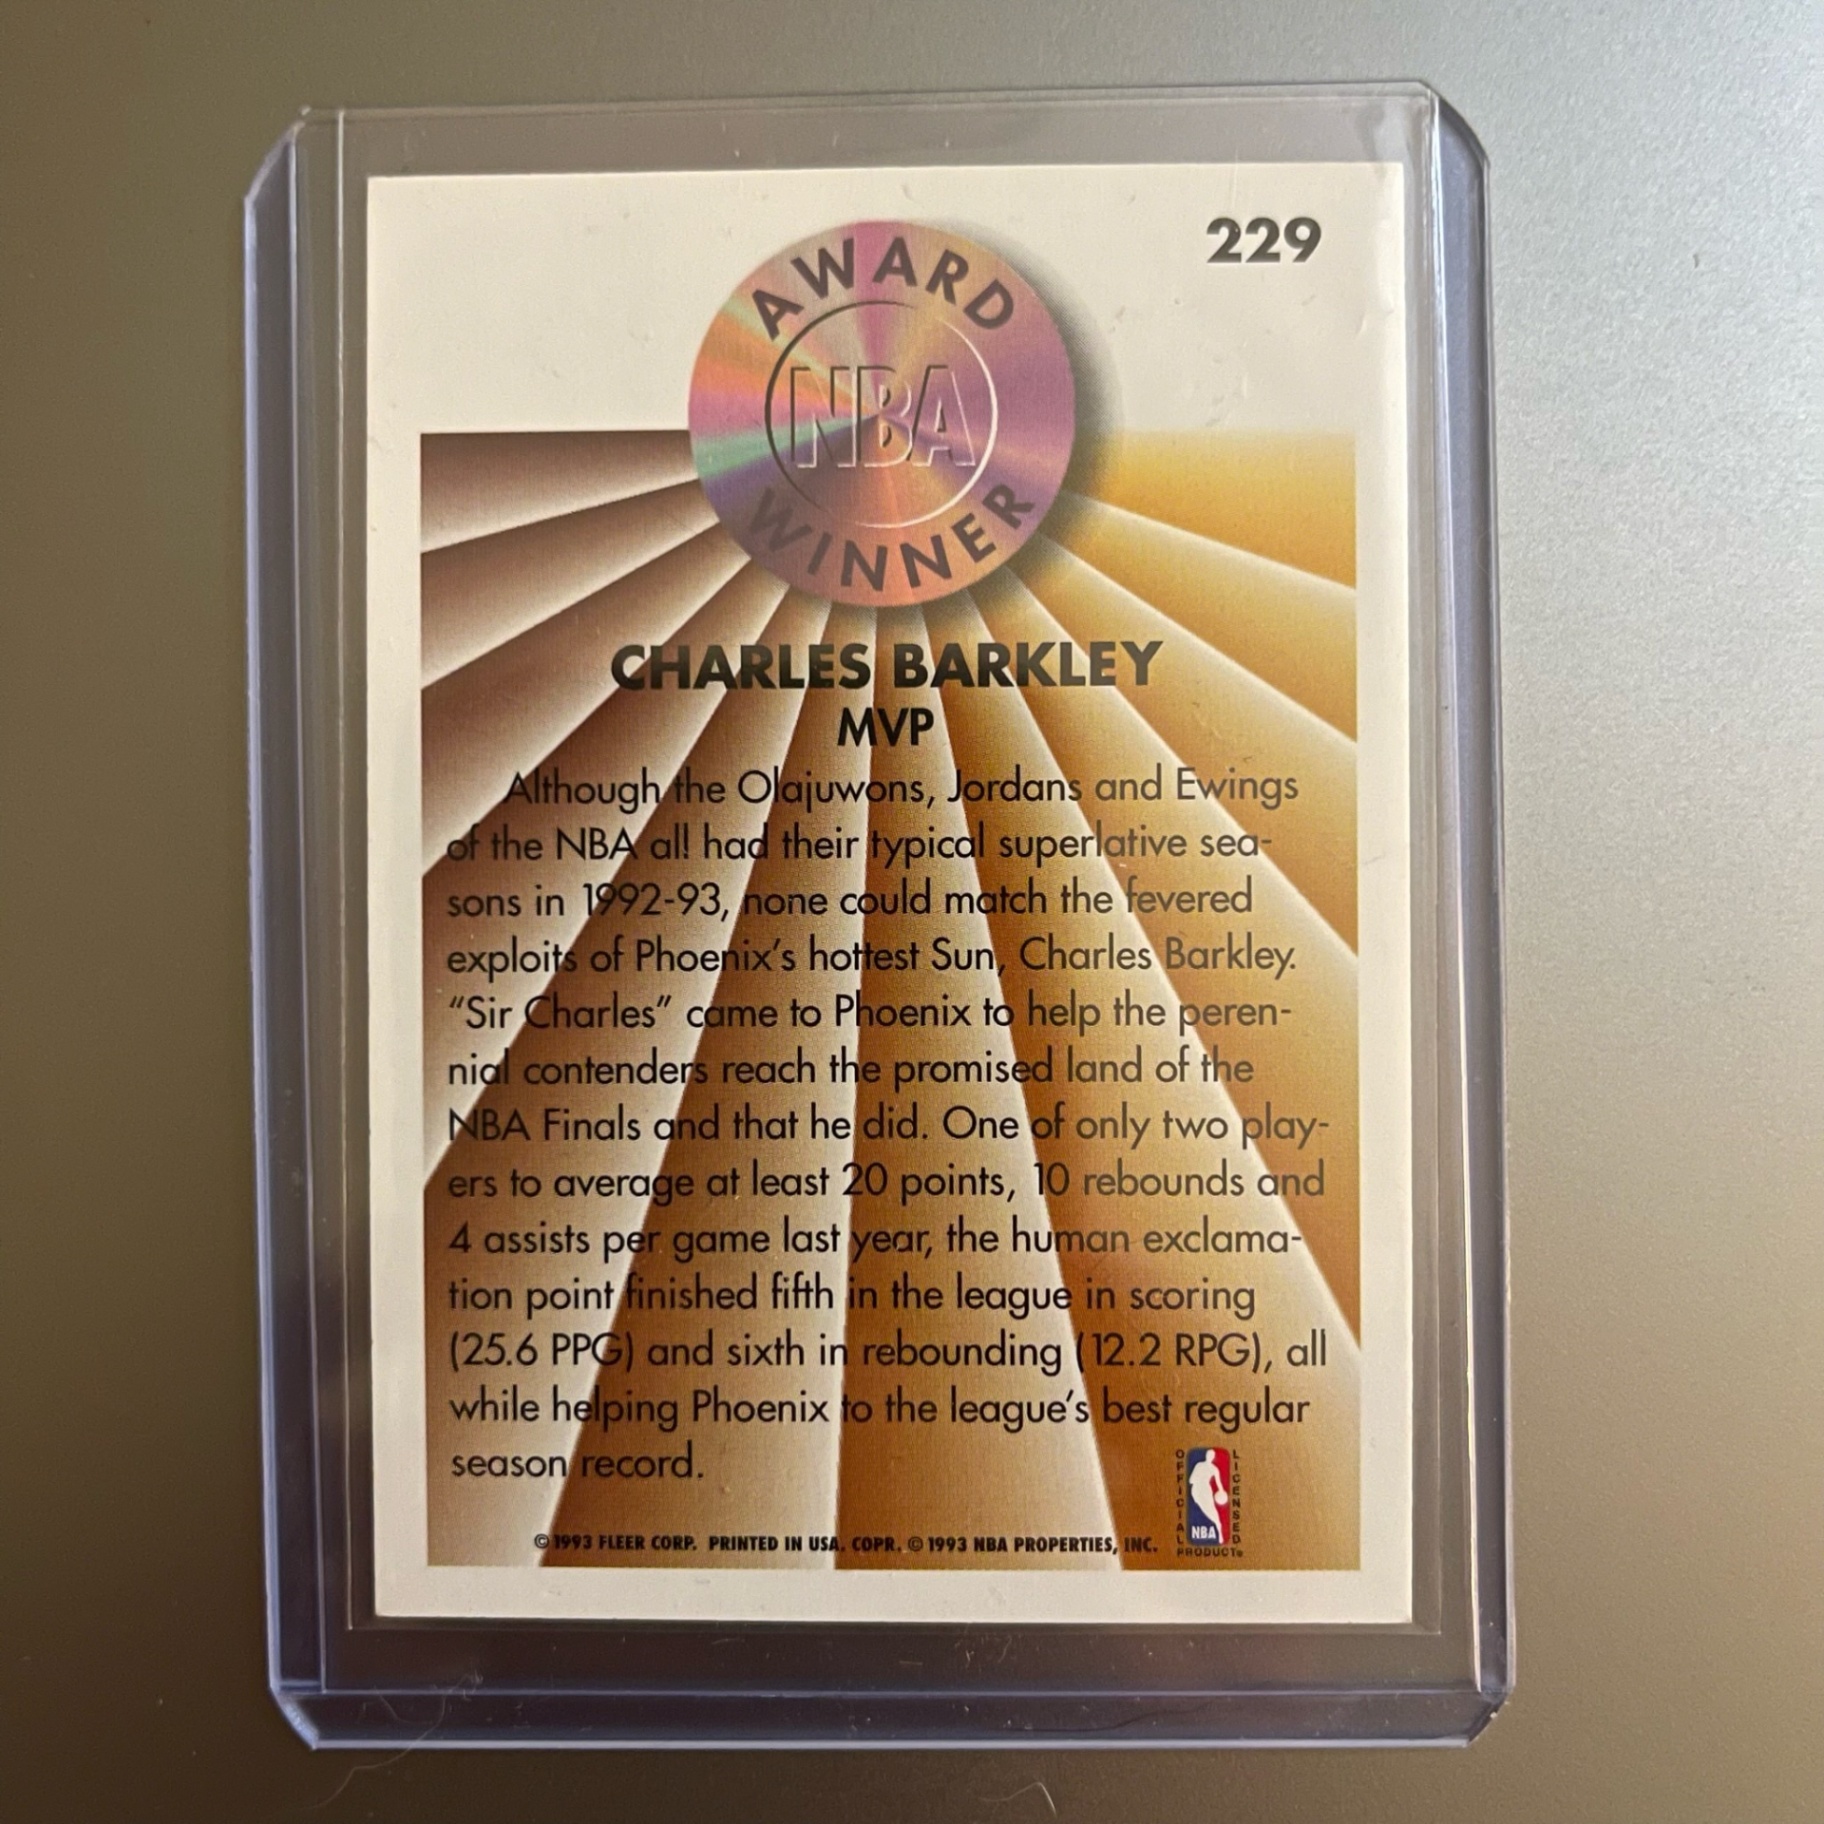 229
AWARD
NBA
WINNER
CHARLES BARKLEY
MVP
Although the Olajuwons, Jordans and Ewings
of the NBA all had their typical superlative sea-
sons in 1992-93, none could match the fevered
exploits of Phoenix's hottest Sun, Charles Barkley.
“Sir Charles” came to Phoenix to help the peren-
nial contenders reach the promised land of the
NBA Finals and that he did. One of only two play-
ers to average at least 20 points, 10 rebounds and
4 assists per game last year, the human exclama-
tion point finished fifth in the league in scoring
(25.6 PPG) and sixth in rebounding (12.2 RPG), all
while helping Phoenix to the league's best regular
season record.
© 1993 FLEER CORP. PRINTED IN USA. COPR. © 1993 NBA PROPERTIES, INC.
OFFICIAL LICENSED
NBA
PRODUCT®